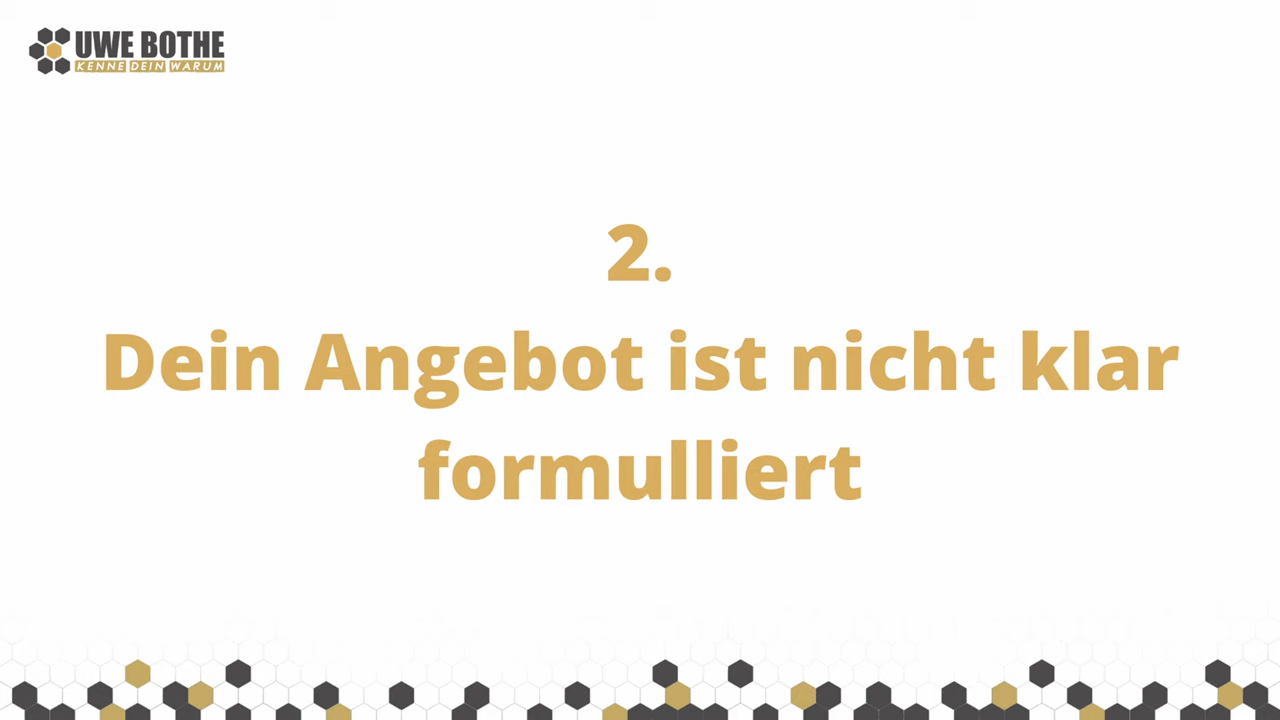 UWE BOTHE
KENNE DEIN WARUM
2.
Dein Angebot ist nicht klar
formulliert